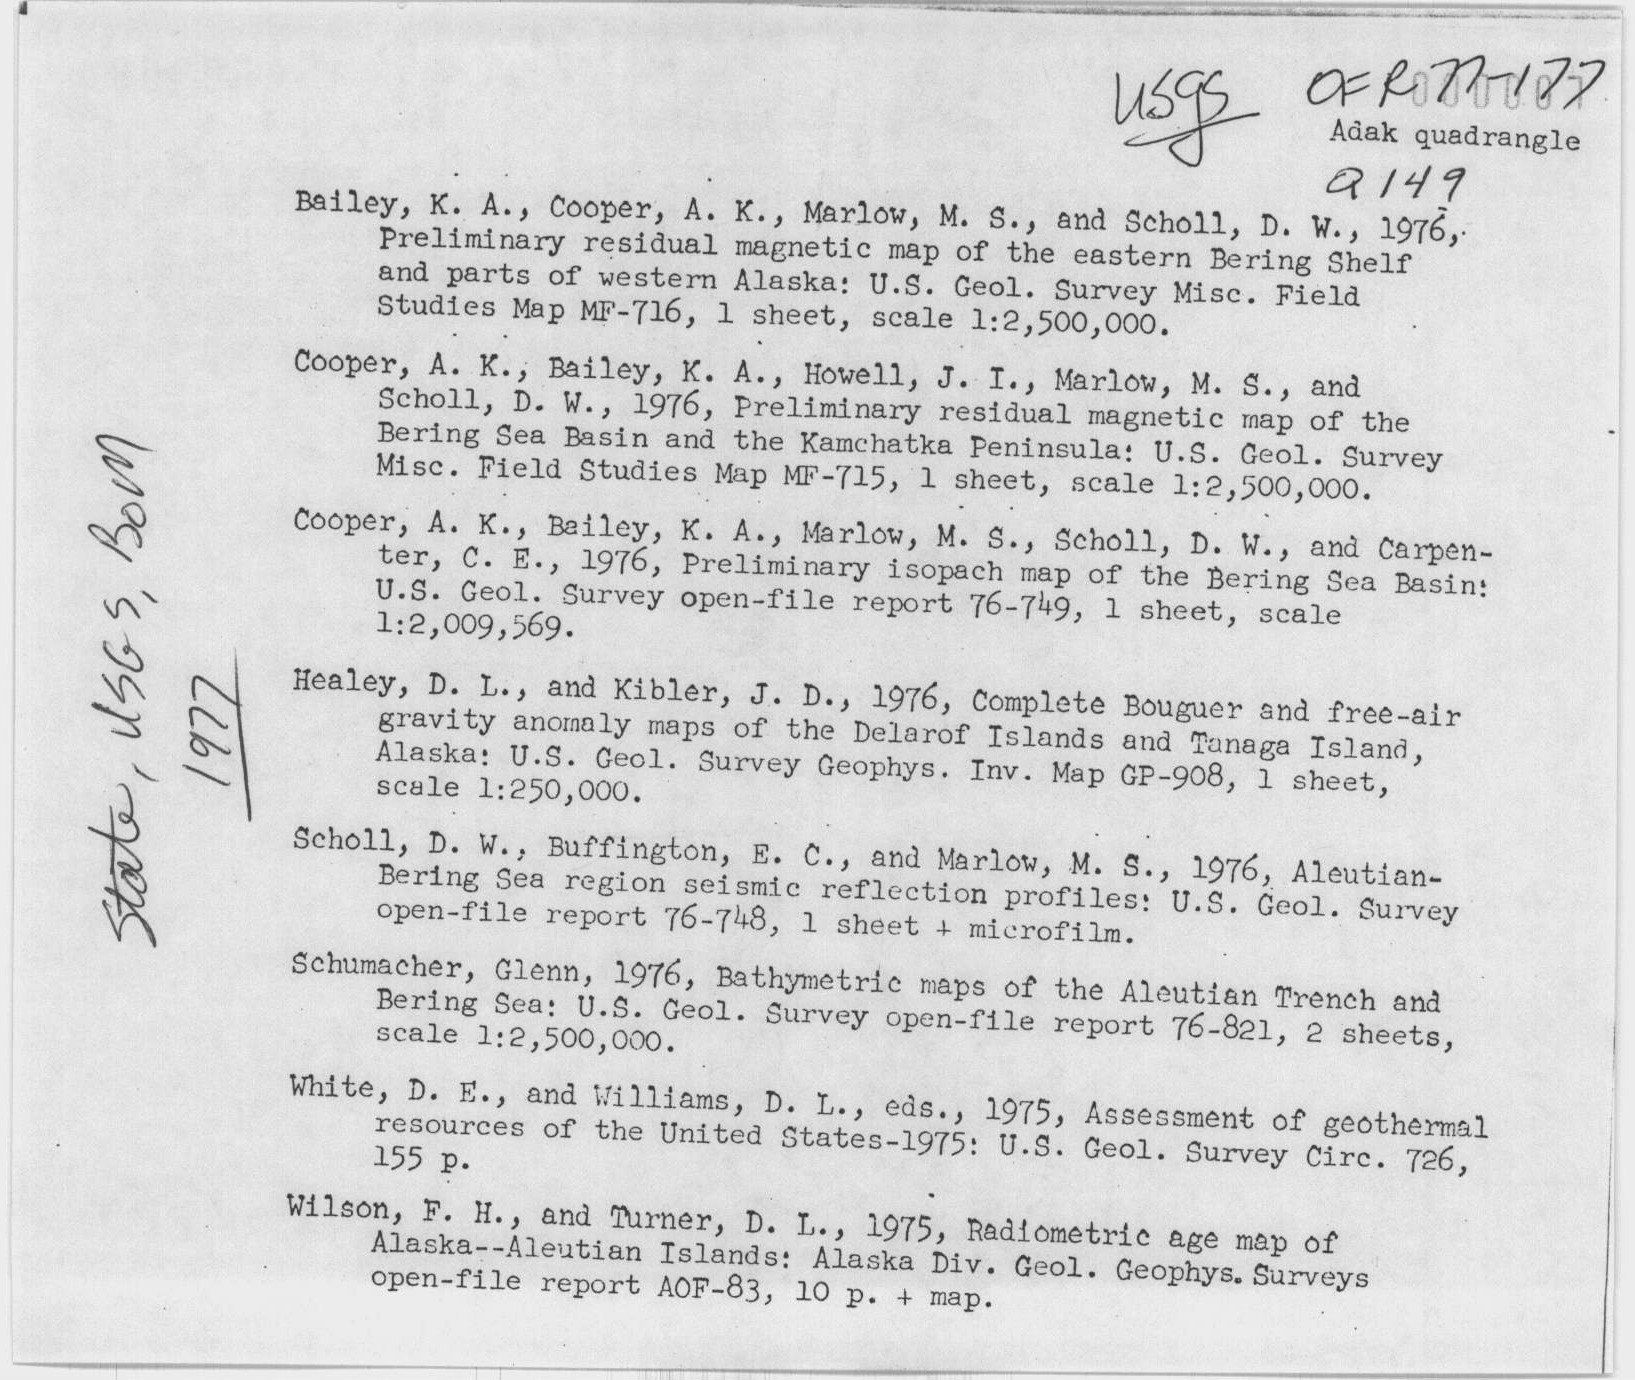 USGS OFR 77-177
Adak quadrangle
Q 149
Bailey, K. A., Cooper, A. K., Marlow, M. S., and Scholl, D. W., 1976,
Preliminary residual magnetic map of the eastern Bering Shelf
and parts of western Alaska: U.S. Geol. Survey Misc. Field
Studies Map MF-716, 1 sheet, scale 1:2,500,000.
Cooper, A. K., Bailey, K. A., Howell, J. I., Marlow, M. S., and
Scholl, D. W., 1976, Preliminary residual magnetic map of the
Bering Sea Basin and the Kamchatka Peninsula: U.S. Geol. Survey
Misc. Field Studies Map MF-715, 1 sheet, scale 1:2,500,000.
Cooper, A. K., Bailey, K. A., Marlow, M. S., Scholl, D. W., and Carpen-
ter, C. E., 1976, Preliminary isopach map of the Bering Sea Basin:
U.S. Geol. Survey open-file report 76-749, 1 sheet, scale
1:2,009,569.
Healey, D. L., and Kibler, J. D., 1976, Complete Bouguer and free-air
gravity anomaly maps of the Delarof Islands and Tanaga Island,
Alaska: U.S. Geol. Survey Geophys. Inv. Map GP-908, 1 sheet,
scale 1:250,000.
Scholl, D. W., Buffington, E. C., and Marlow, M. S., 1976, Aleutian-
Bering Sea region seismic reflection profiles: U.S. Geol. Survey
open-file report 76-748, 1 sheet + microfilm.
Schumacher, Glenn, 1976, Bathymetric maps of the Aleutian Trench and
Bering Sea: U.S. Geol. Survey open-file report 76-821, 2 sheets,
scale 1:2,500,000.
White, D. E., and Williams, D. L., eds., 1975, Assessment of geothermal
resources of the United States-1975: U.S. Geol. Survey Circ. 726,
155 p.
Wilson, F. H., and Turner, D. L., 1975, Radiometric age map of
Alaska--Aleutian Islands: Alaska Div. Geol. Geophys. Surveys
open-file report AOF-83, 10 p. + map.
State, USGS, BOM
1977